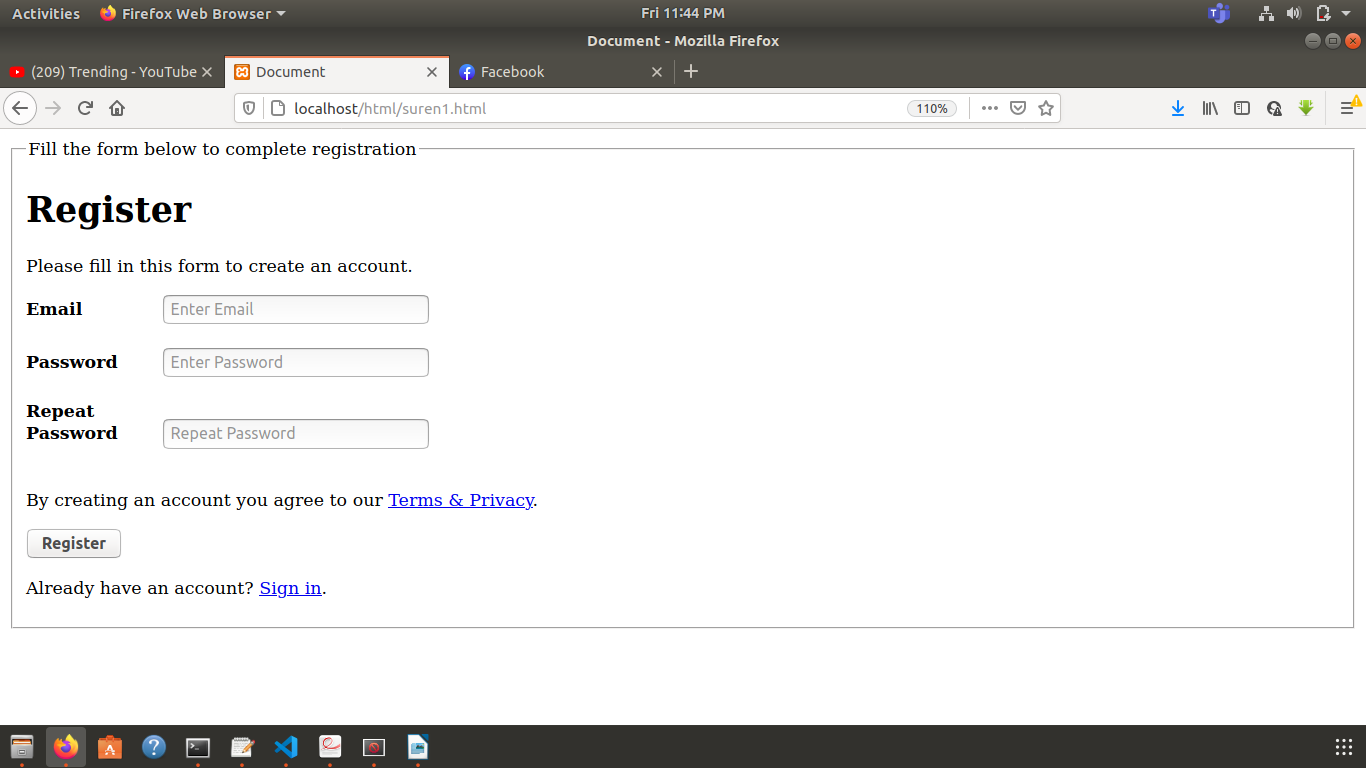 Activities Firefox Web Browser Fri 11:44 PM
Document - Mozilla Firefox
(209) Trending - YouTube Document Facebook
localhost/html/suren1.html 110%
Fill the form below to complete registration
Register
Please fill in this form to create an account.
Email Enter Email
Password Enter Password
Repeat
Password Repeat Password
By creating an account you agree to our Terms & Privacy.
Register
Already have an account? Sign in.